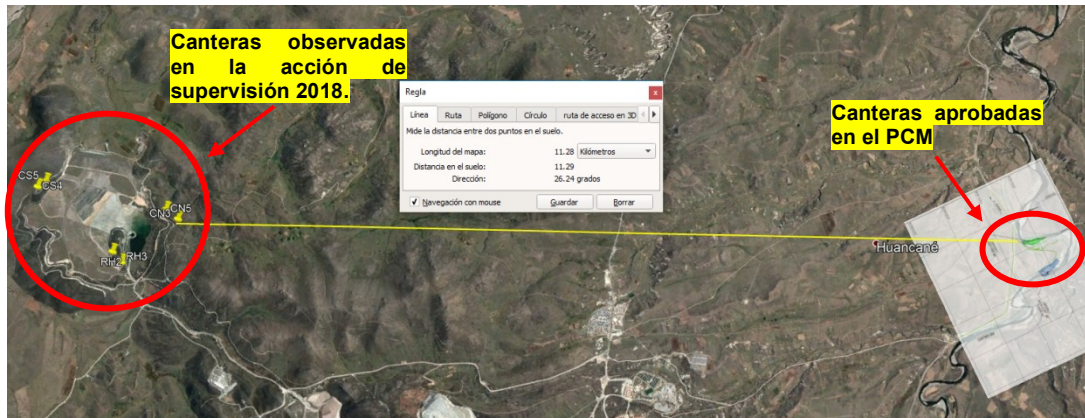 Canteras observadas
en la acción de
supervisión 2018.
Regla
x
Línea Ruta Polígono Círculo ruta de acceso en 3D
Mide la distancia entre dos puntos en el suelo.
Longitud del mapa: 11.28 Kilómetros
Distancia en el suelo: 11.29
Dirección: 26.24 grados
Navegación con mouse Guardar Borrar
Canteras aprobadas
en el PCM
CS5
CS4
CN3
CN5
RH2
RH3
Huancané